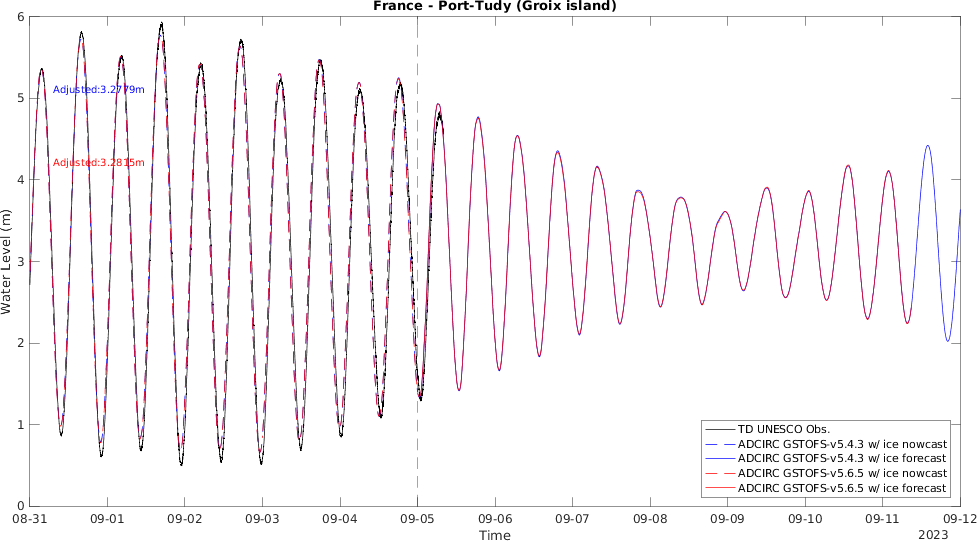 France - Port-Tudy (Groix island)
6
5
4
3
2
1
0
Water Level (m)
Adjusted:3.2779m
Adjusted:3.2815m
TD UNESCO Obs.
ADCIRC GSTOFS-v5.4.3 w/ ice nowcast
ADCIRC GSTOFS-v5.4.3 w/ ice forecast
ADCIRC GSTOFS-v5.6.5 w/ ice nowcast
ADCIRC GSTOFS-v5.6.5 w/ ice forecast
08-31 09-01 09-02 09-03 09-04 09-05 09-06 09-07 09-08 09-09 09-10 09-11 09-12
Time
2023